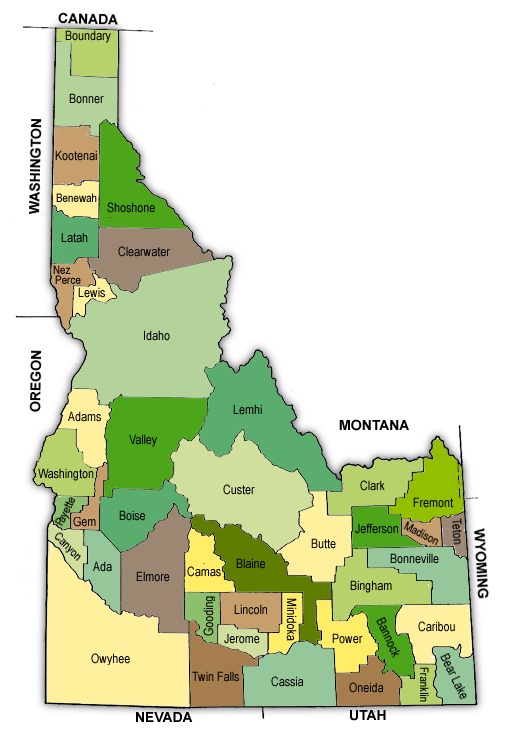 CANADA
Boundary
Bonner
WASHINGTON
Kootenai
Benewah
Shoshone
Latah
Clearwater
Nez
Perce
Lewis
Idaho
OREGON
Lemhi
Adams
MONTANA
Valley
Washington
Clark
Custer
Fremont
Payette
Gem
Boise
Jefferson
Madison
Teton
WYOMING
Canyon
Butte
Ada
Blaine
Bonneville
Camas
Elmore
Bingham
Gooding
Lincoln
Minidoka
Jerome
Power
Bannock
Caribou
Owyhee
Twin Falls
Cassia
Oneida
Franklin
Bear Lake
NEVADA
UTAH